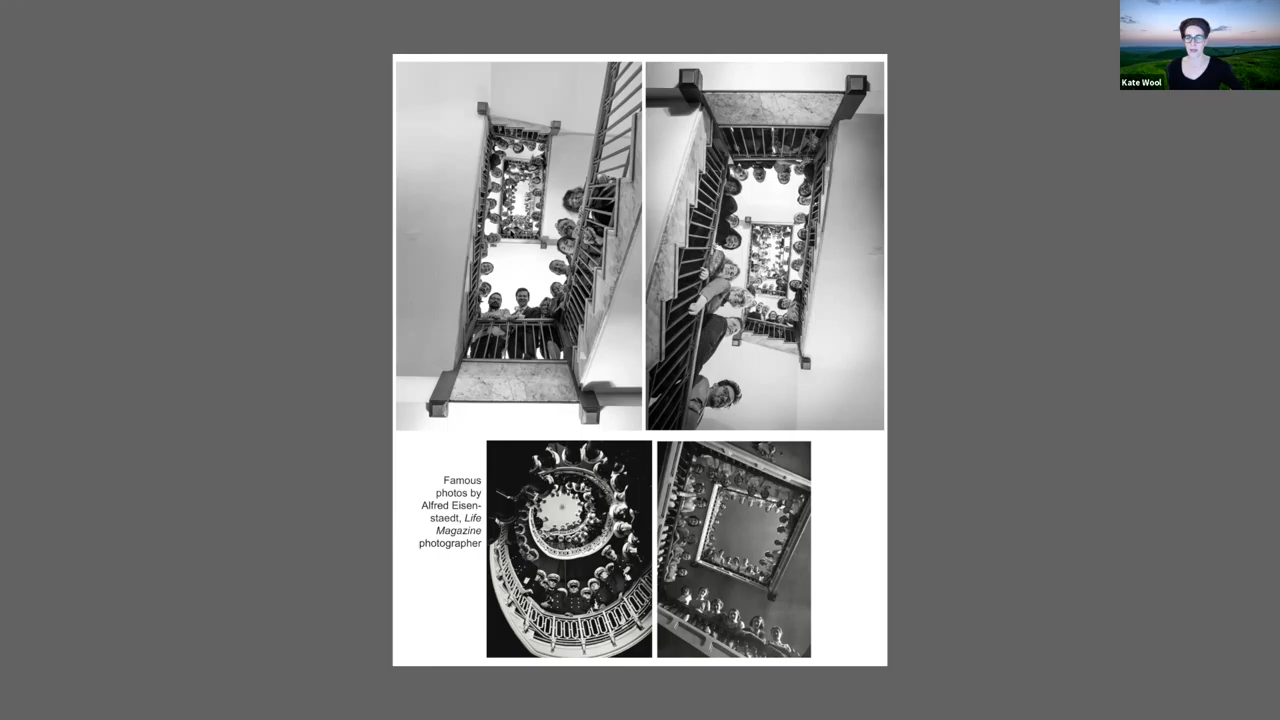 Kate Wool
Famous
photos by
Alfred Eisen-
staedt, Life
Magazine
photographer